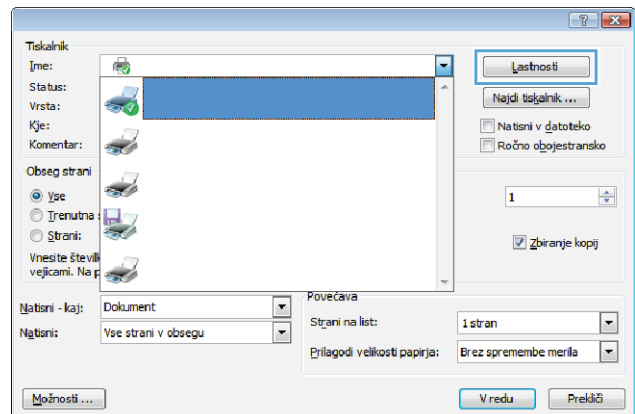 Tiskalnik
Ime:
Lastnosti
Status:
Vrsta:
Najdi tiskalnik ...
Kje:
Natisni v datoteko
Komentar:
Ročno obojestransko
Obseg strani
Vse
1
Trenutna
Strani:
Zbiranje kopij
Vnesite števil
vejicami. Na p
Natisni - kaj:
Dokument
Povečava
Natisni:
Vse strani v obsegu
Strani na list:
1 stran
Prilagodi velikosti papirja:
Brez spremembe merila
Možnosti ...
V redu
Prekliči